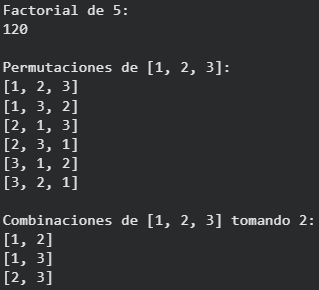 Factorial de 5:
120
Permutaciones de [1, 2, 3]:
[1, 2, 3]
[1, 3, 2]
[2, 1, 3]
[2, 3, 1]
[3, 1, 2]
[3, 2, 1]
Combinaciones de [1, 2, 3] tomando 2:
[1, 2]
[1, 3]
[2, 3]